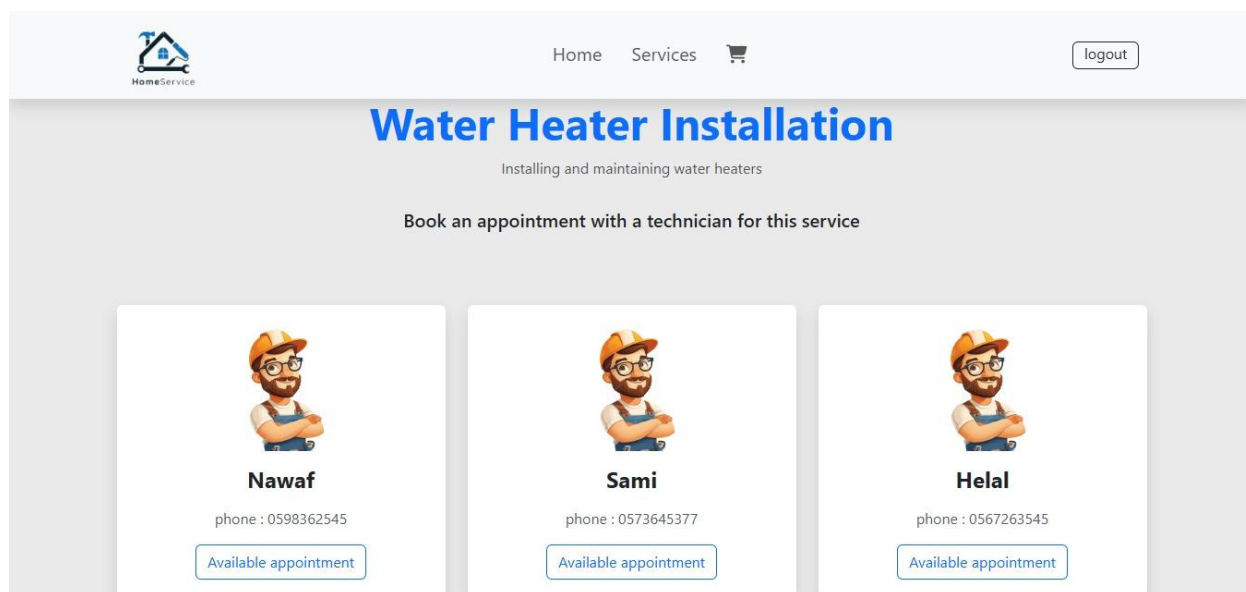 Home Services
logout
HomeService
Water Heater Installation
Installing and maintaining water heaters
Book an appointment with a technician for this service
Nawaf
phone : 0598362545
Available appointment
Sami
phone : 0573645377
Available appointment
Helal
phone : 0567263545
Available appointment